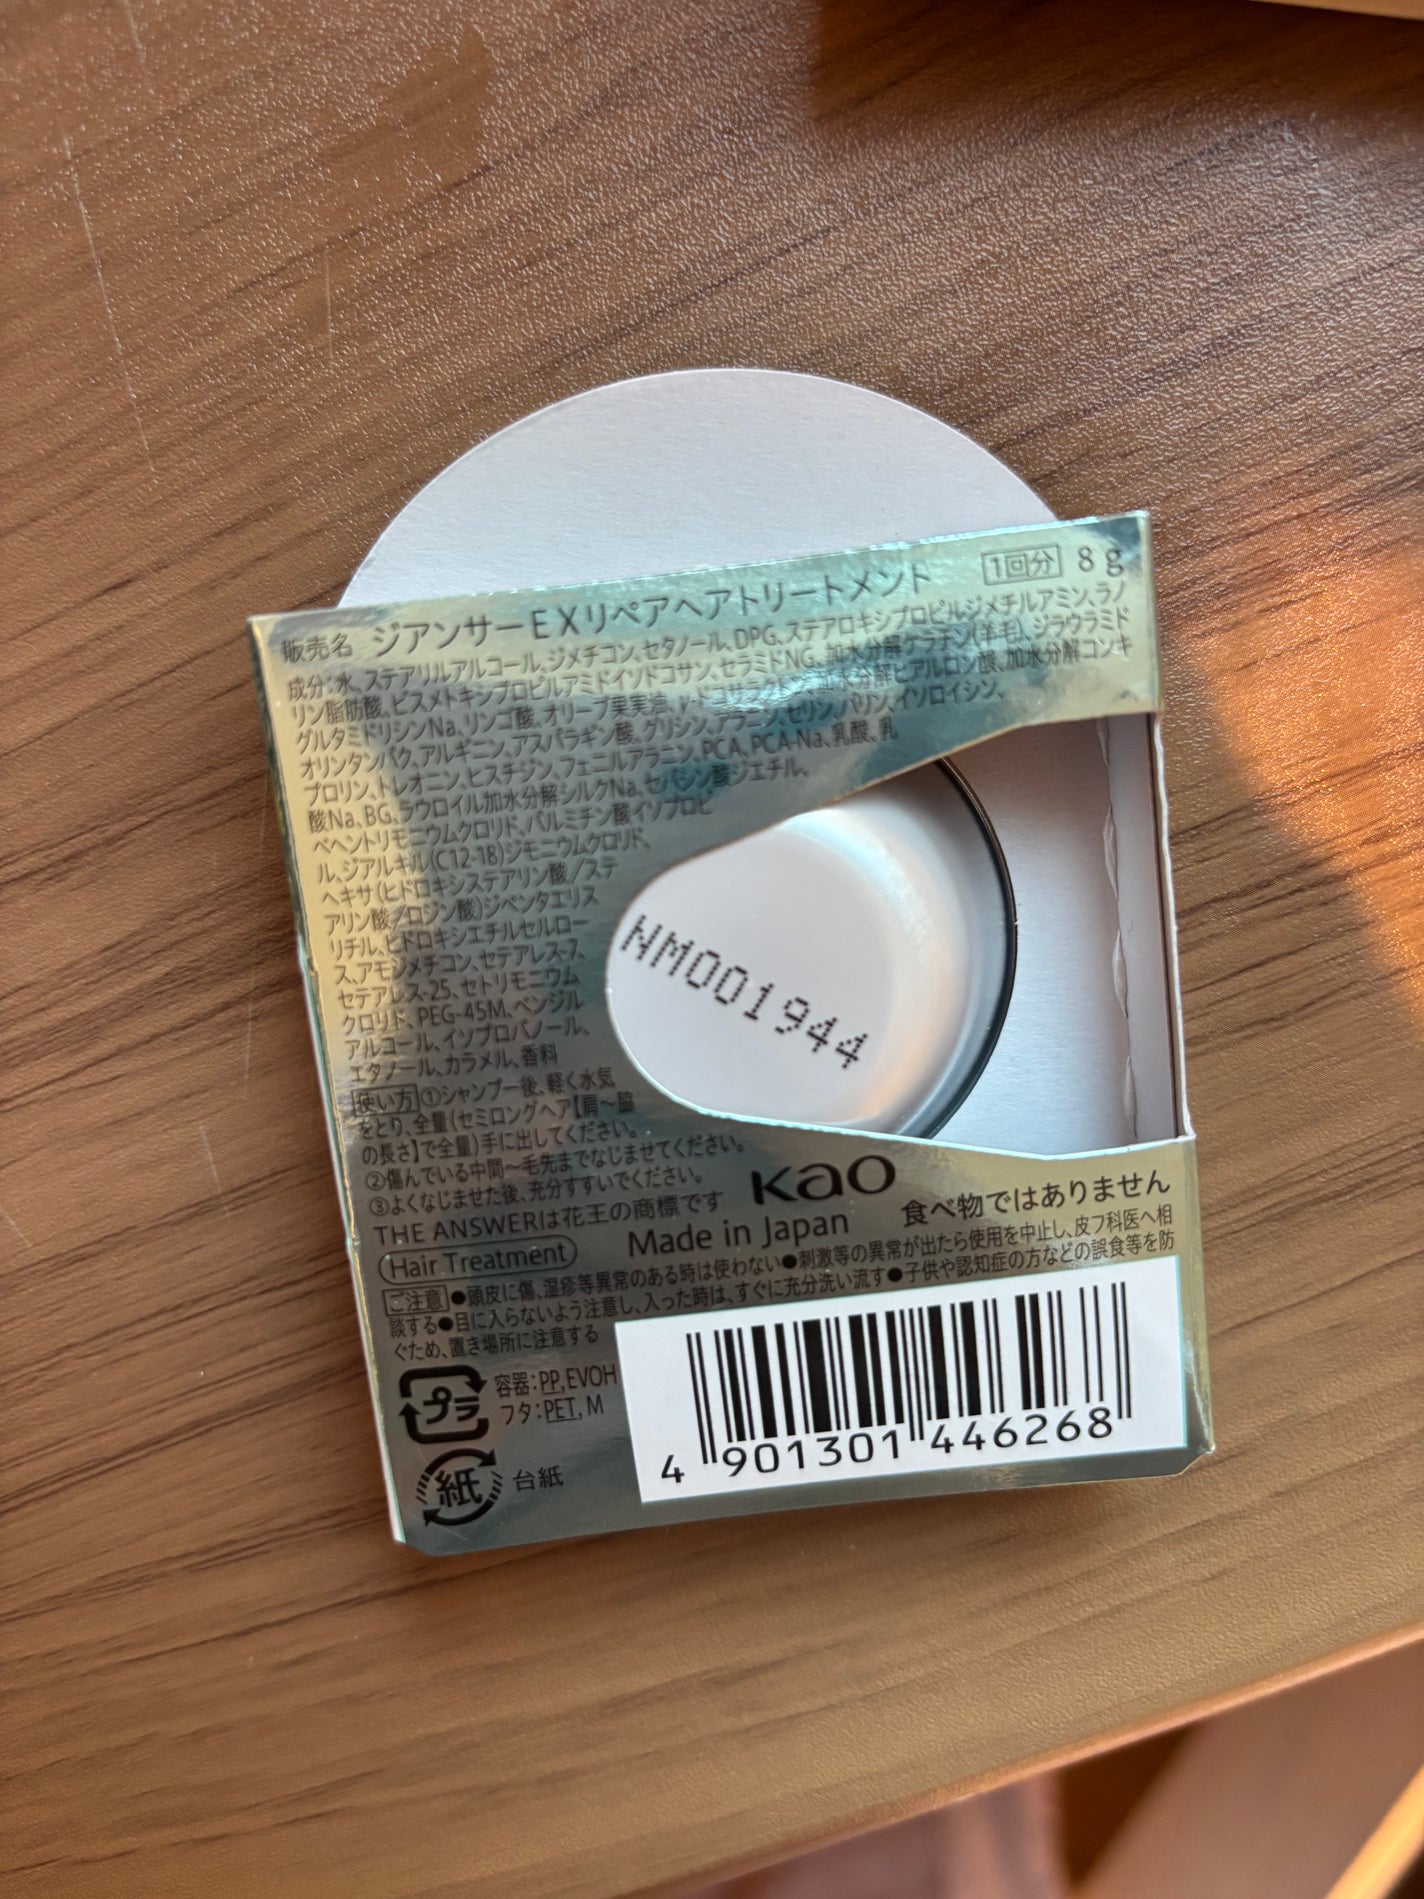 販売名 ジアンサーEXリペアヘアトリートメント 1回分 8g
成分:水、ステアリルアルコール、ジメチコン、セタノール、DPG、ステアロキシプロピルジメチルアミン、ラノ
リン脂肪酸、ビスメトキシプロピルアミドイソドコサン、セラミドNG、加水分解ケラチン(羊毛)、ジラウラミド
グルタミドリシンNa、リンゴ酸、オリーブ果実油、γ-ドコサラクトン、加水分解ヒアルロン酸、加水分解コンキ
オリンタンパク、アルギニン、アスパラギン酸、グリシン、アラニン、セリン、バリン、イソロイシン、
プロリン、トレオニン、ヒスチジン、フェニルアラニン、PCA、PCA-Na、乳酸、乳
酸Na、BG、ラウロイル加水分解シルクNa、セバシン酸ジエチル、
ベヘントリモニウムクロリド、パルミチン酸イソプロピ
ル、ジアルキル(C12-18)ジモニウムクロリド、
ヘキサ(ヒドロキシステアリン酸/ステ
アリン酸/ロジン酸)ジペンタエリス
リチル、ヒドロキシエチルセルロー
ス、アモジメチコン、セテアレス-7、
セテアレス-25、セトリモニウム
クロリド、PEG-45M、ベンジル
アルコール、イソプロパノール、
エタノール、カラメル、香料
NM001944
使い方 ①シャンプー後、軽く水気
をとり、全量(セミロングヘア【肩〜脇
の長さ】で全量)手に出してください。
②傷んでいる中間〜毛先までなじませてください。
③よくなじませた後、充分すすいでください。
THE ANSWERは花王の商標です
Kao
Hair Treatment
Made in Japan
食べ物ではありません
ご注意 ●頭皮に傷、湿疹等異常のある時は使わない●刺激等の異常が出たら使用を中止し、皮フ科医へ相
談する●目に入らないよう注意し、入った時は、すぐに充分洗い流す●子供や認知症の方などの誤食等を防
ぐため、置き場所に注意する
プラ
容器:PP,EVOH
フタ:PET,M
紙 台紙
4 901301 446268